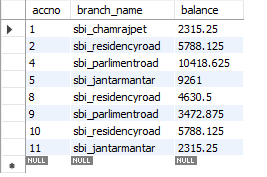 accno branch_name balance
1 sbi_chamrajpet 2315.25
2 sbi_residencyroad 5788.125
4 sbi_parlimentroad 10418.625
5 sbi_jantarmantar 9261
8 sbi_residencyroad 4630.5
9 sbi_parlimentroad 3472.875
10 sbi_residencyroad 5788.125
11 sbi_jantarmantar 2315.25
NULL NULL NULL